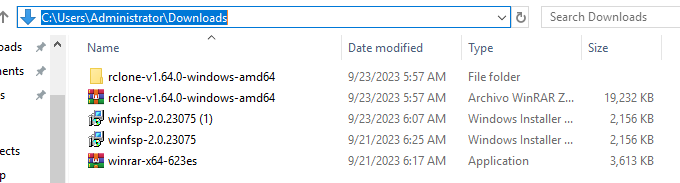 C:\Users\Administrator\Downloads
Search Downloads
oads
Name Date modified Type Size
ments
rclone-v1.64.0-windows-amd64 9/23/2023 5:57 AM File folder
s
rclone-v1.64.0-windows-amd64 9/23/2023 5:57 AM Archivo WinRAR Z... 19,232 KB
winfsp-2.0.23075 (1) 9/23/2023 6:07 AM Windows Installer ... 2,156 KB
winfsp-2.0.23075 9/21/2023 6:25 AM Windows Installer ... 2,156 KB
ects
winrar-x64-623es 9/21/2023 6:17 AM Application 3,613 KB
p